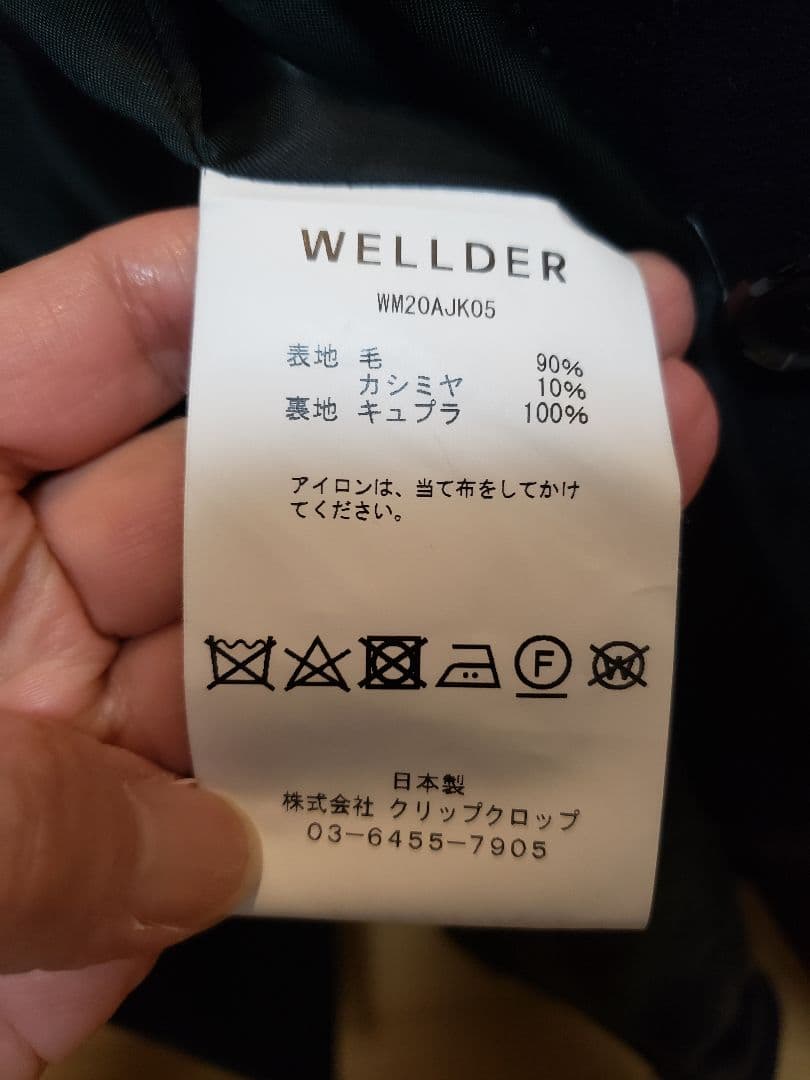 WELLDER
WM20AJK05
表地 毛 90%
カシミヤ 10%
裏地 キュプラ 100%
アイロンは、当て布をしてかけ
てください。
F W
日本製
株式会社 クリップクロップ
03-6455-7905